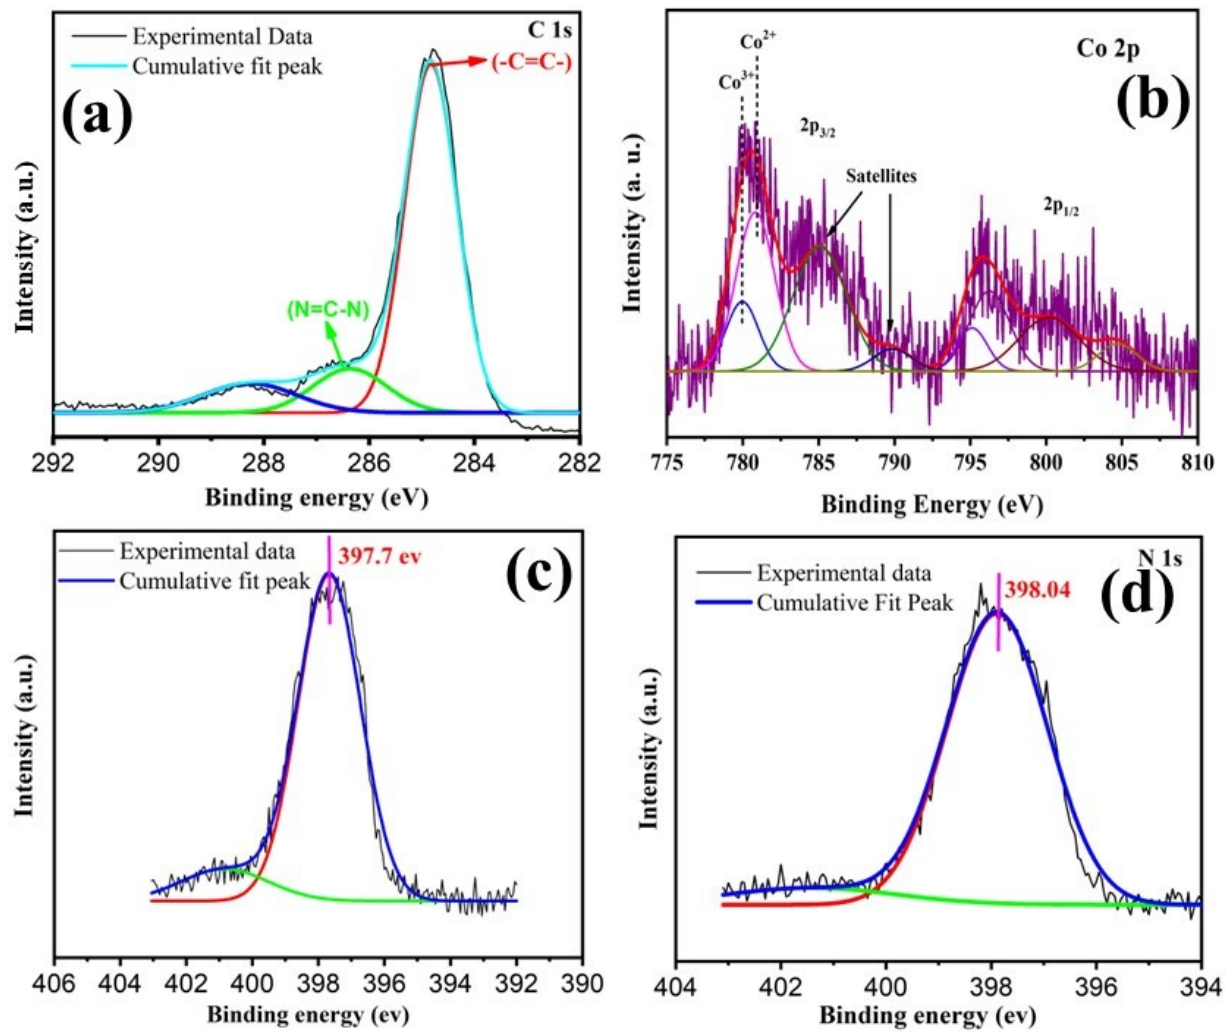 C 1s
Experimental Data
Cumulative fit peak
(-C=C-)
(a)
(N=C-N)
Intensity (a.u.)
292 290 288 286 284 282
Binding energy (eV)
Co 2p
Co²⁺
Co³⁺
(b)
2p₃/₂
Satellites
2p₁/₂
Intensity (a. u.)
775 780 785 790 795 800 805 810
Binding Energy (eV)
Experimental data
Cumulative fit peak
397.7 ev
(c)
Intensity (a.u.)
406 404 402 400 398 396 394 392 390
Binding energy (ev)
N 1s
Experimental data
Cumulative Fit Peak
398.04
(d)
Intensity (a.u.)
404 402 400 398 396 394
Binding energy (ev)